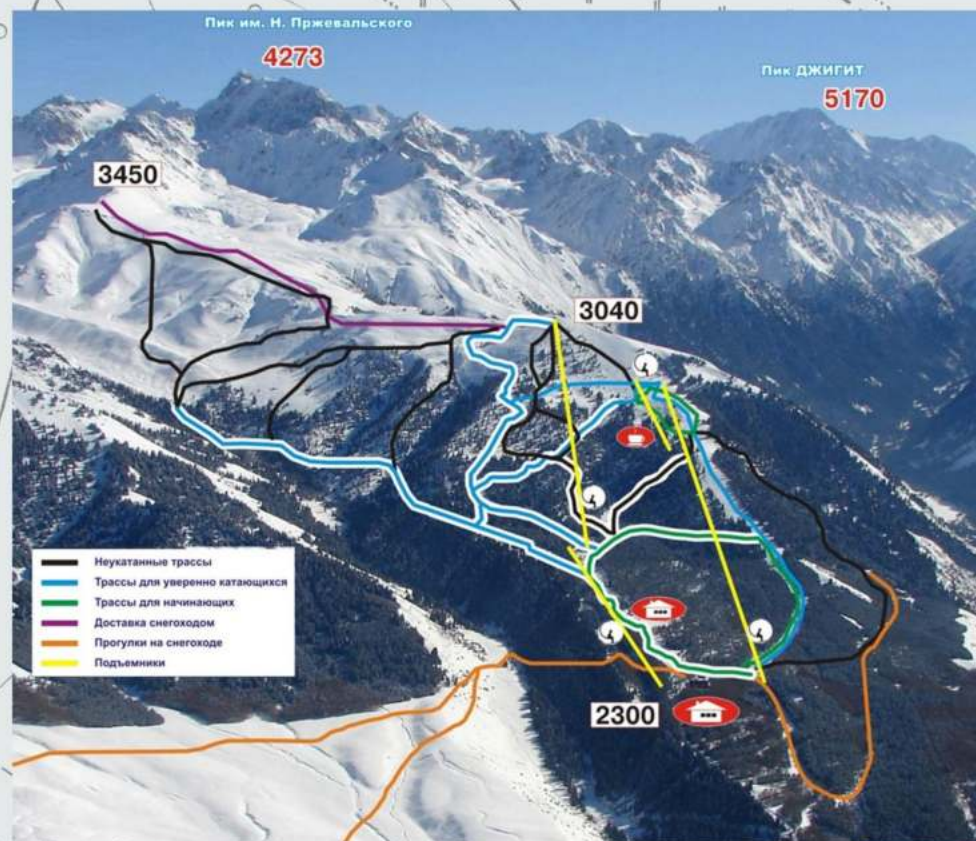 Пик им. Н. Пржевальского
4273
Пик ДЖИГИТ
5170
3450
3040
Неукатанные трассы
Трассы для уверенно катающихся
Трассы для начинающих
Доставка снегоходом
Прогулки на снегоходе
Подъемники
2300